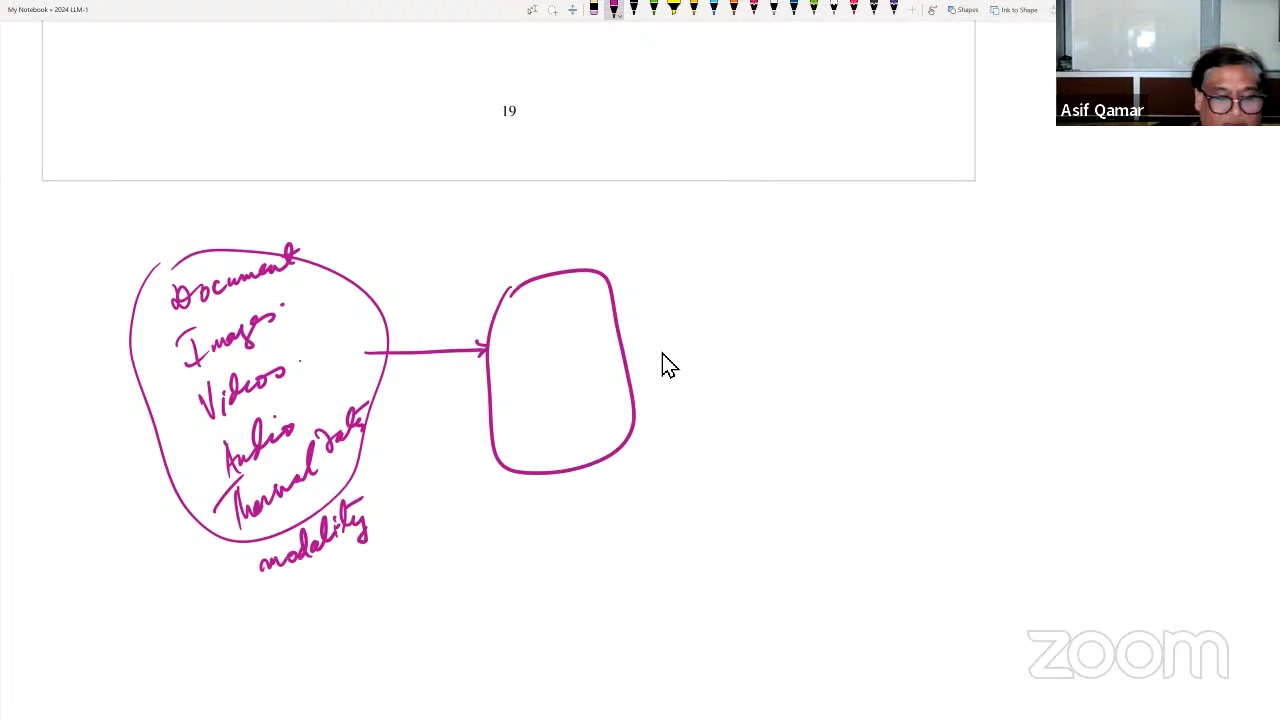 My Notebook • 2024 LLM-1
Shapes
Ink to Shape
Asif Qamar
19
Document
Images
Videos
Audio
Thermal Data
modality
zoom